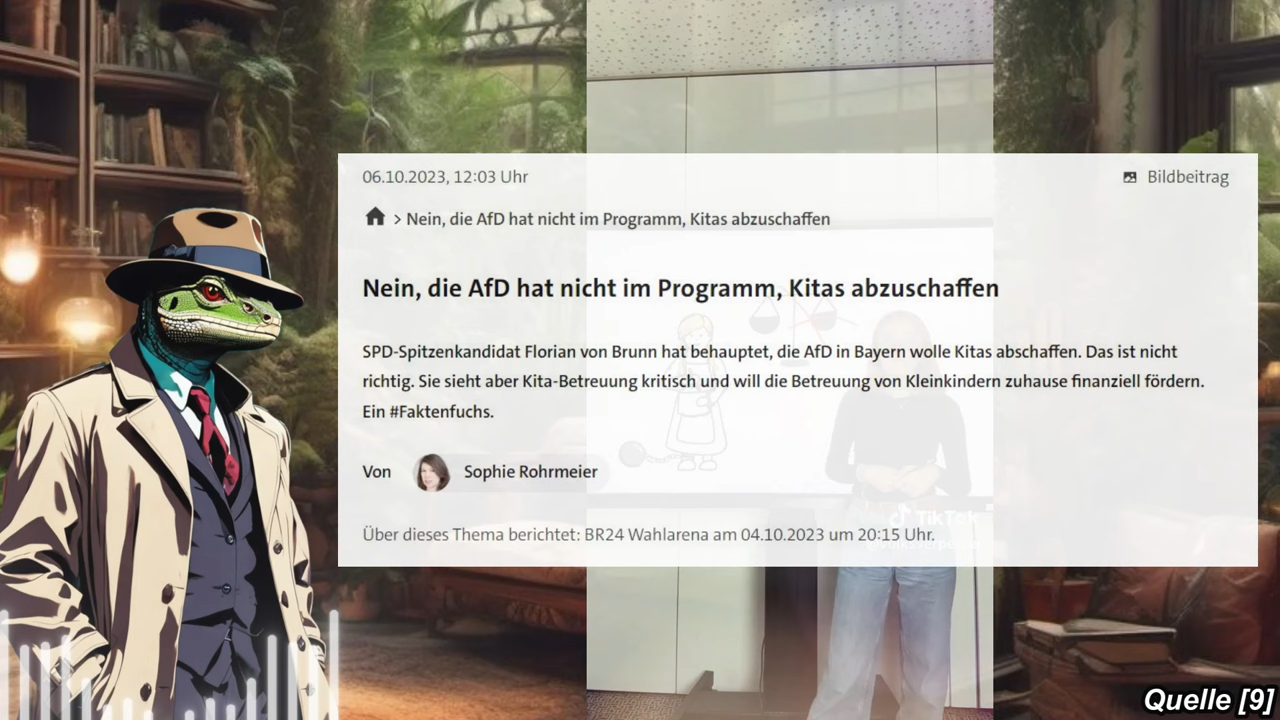 06.10.2023, 12:03 Uhr
Bildbeitrag
> Nein, die AfD hat nicht im Programm, Kitas abzuschaffen
Nein, die AfD hat nicht im Programm, Kitas abzuschaffen
SPD-Spitzenkandidat Florian von Brunn hat behauptet, die AfD in Bayern wolle Kitas abschaffen. Das ist nicht
richtig. Sie sieht aber Kita-Betreuung kritisch und will die Betreuung von Kleinkindern zuhause finanziell fördern.
Ein #Faktenfuchs.
Von Sophie Rohrmeier
TikTok
Über dieses Thema berichtet: BR24 Wahlarena am 04.10.2023 um 20:15 Uhr.
Quelle [9]